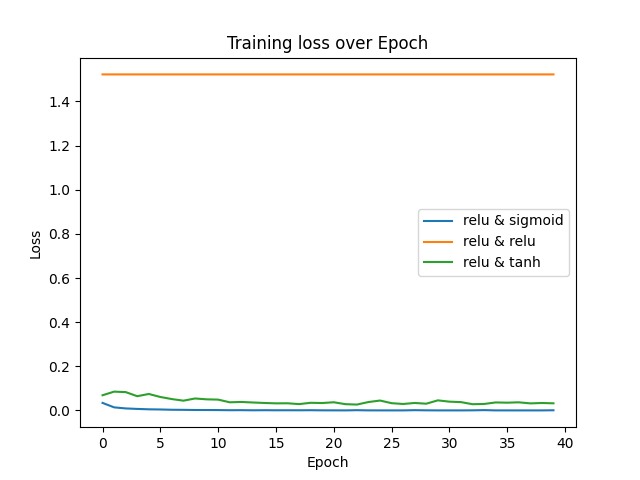 Training loss over Epoch
1.4
1.2
1.0
0.8
0.6
0.4
0.2
0.0
Loss
relu & sigmoid
relu & relu
relu & tanh
0 5 10 15 20 25 30 35 40
Epoch